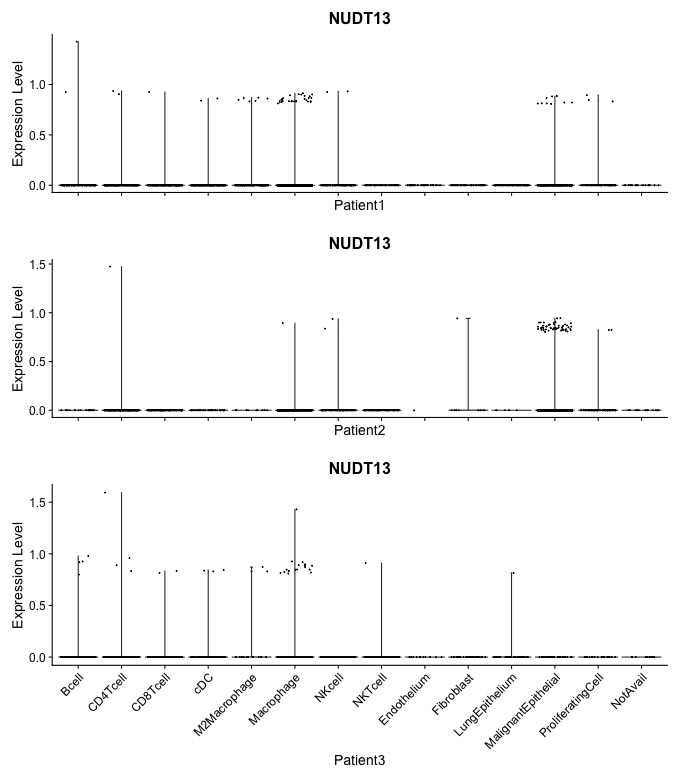 NUDT13
Expression Level
1.0
0.5
0.0
Patient1
NUDT13
Expression Level
1.5
1.0
0.5
0.0
Patient2
NUDT13
Expression Level
1.5
1.0
0.5
0.0
Bcell
CD4Tcell
CD8Tcell
cDC
M2Macrophage
Macrophage
NKcell
NKTcell
Endothelium
Fibroblast
LungEpithelium
MalignantEpithelial
ProliferatingCell
NotAvail
Patient3